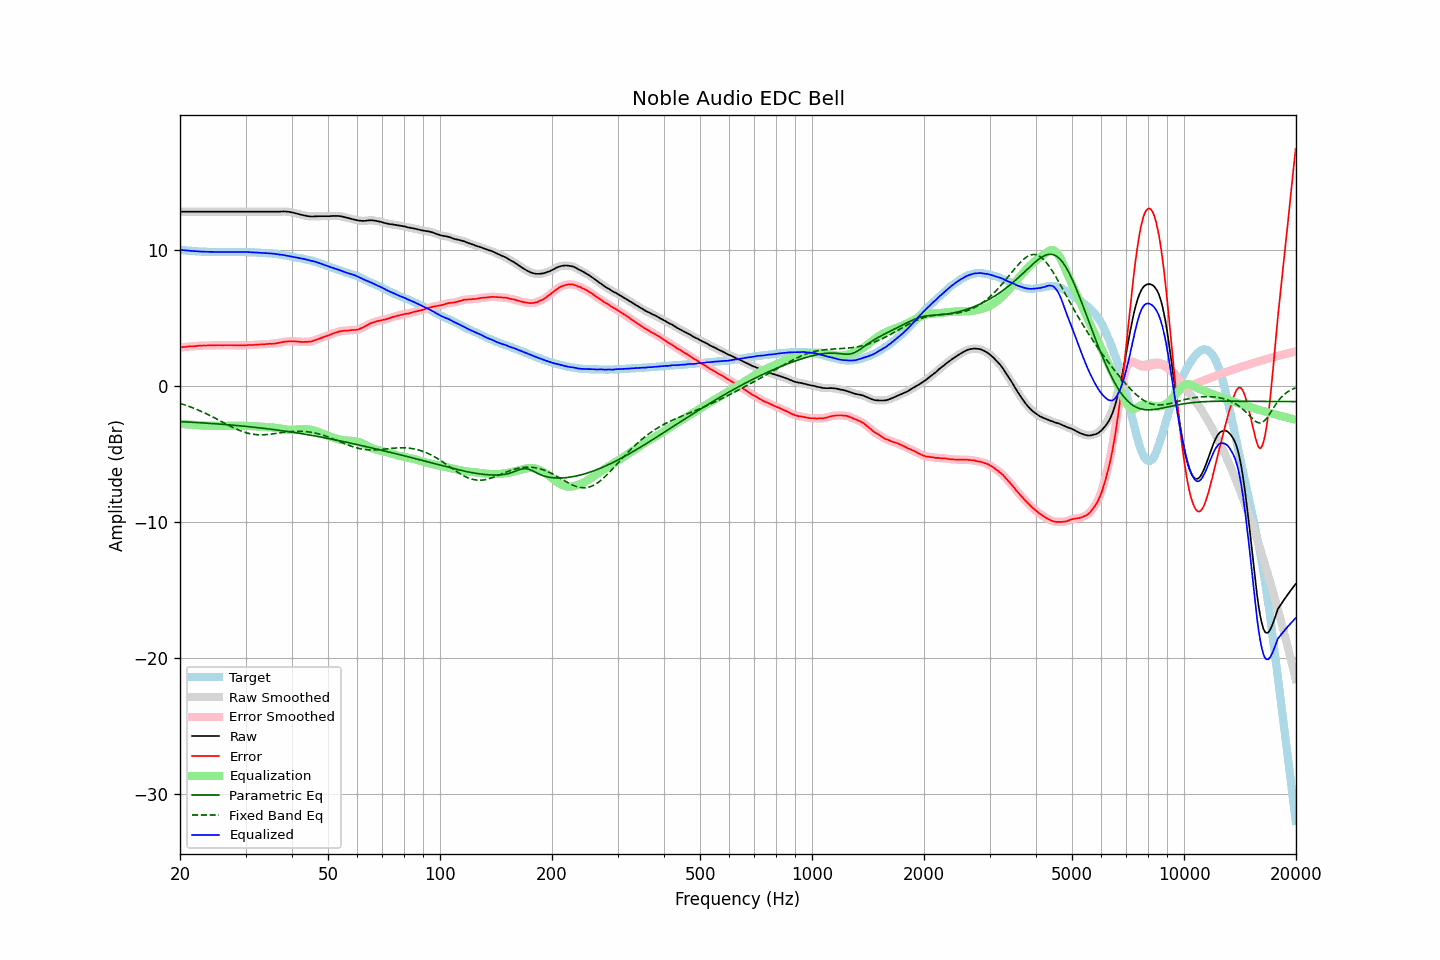 Noble Audio EDC Bell
Amplitude (dBr)
10
0
−10
−20
−30
Target
Raw Smoothed
Error Smoothed
Raw
Error
Equalization
Parametric Eq
Fixed Band Eq
Equalized
20 50 100 200 500 1000 2000 5000 10000 20000
Frequency (Hz)